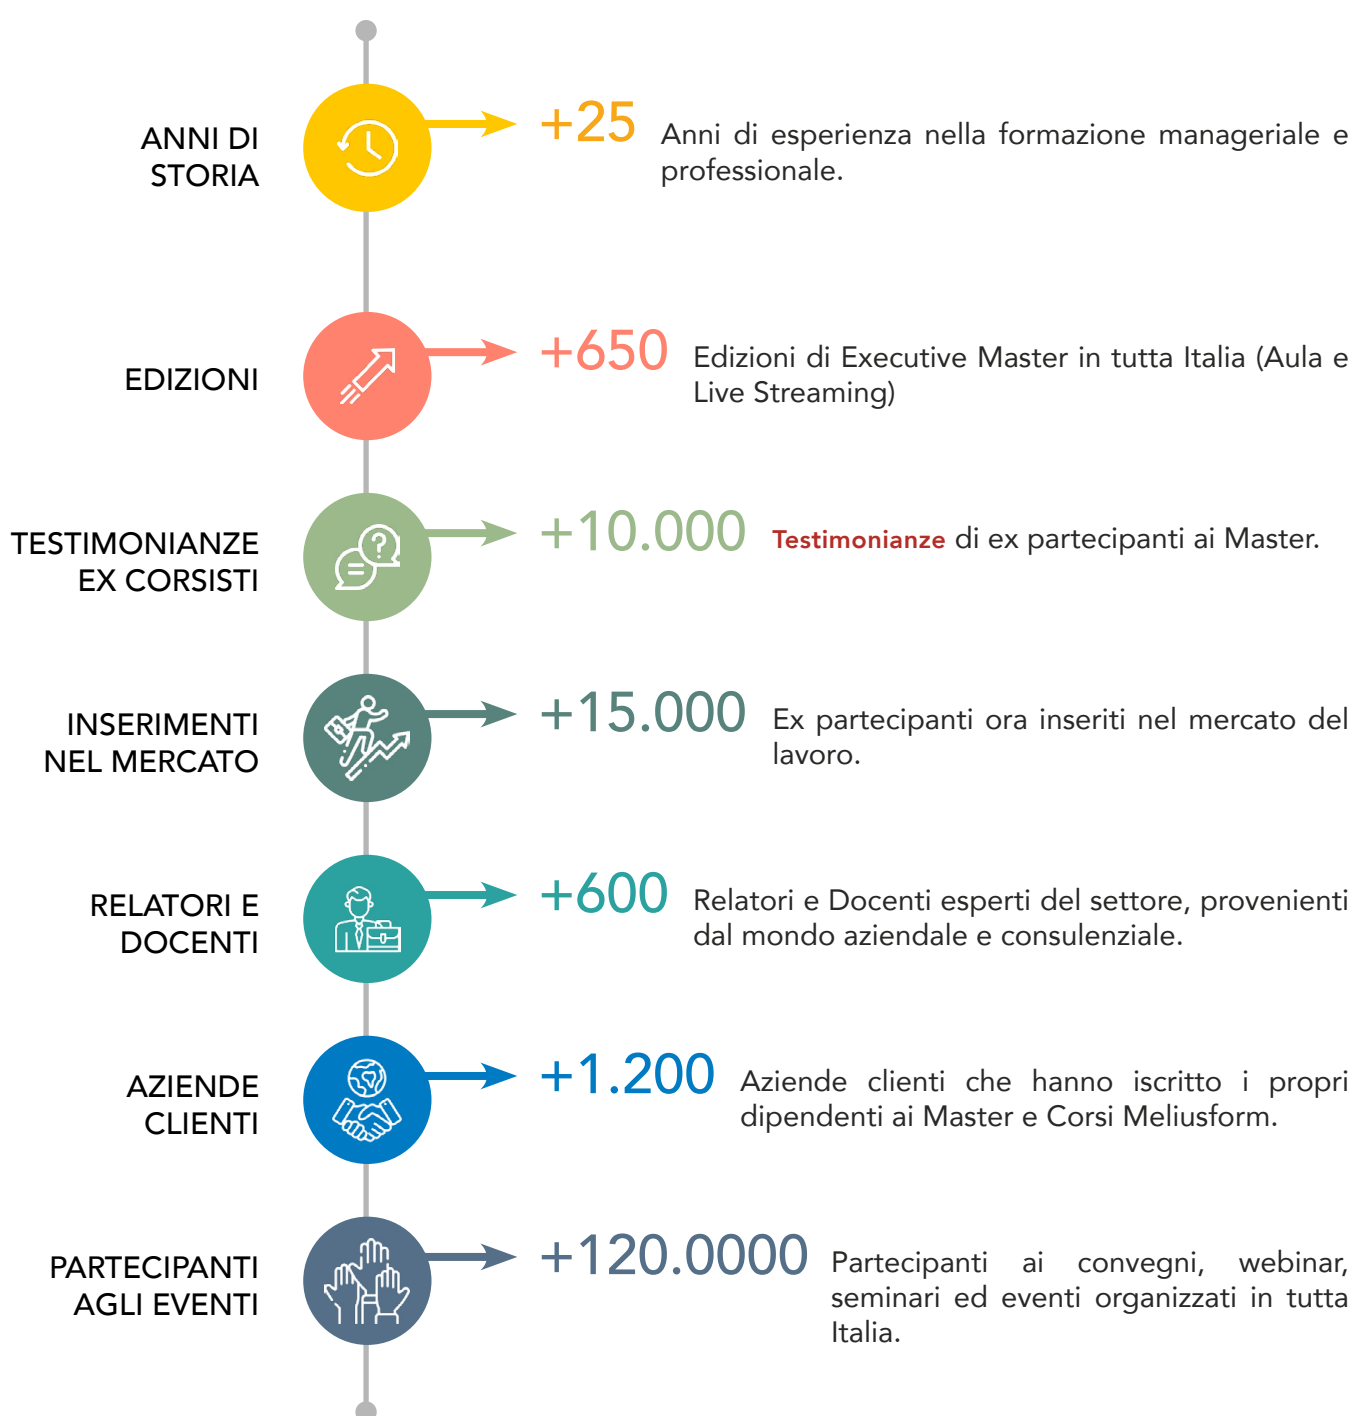 ANNI DI
STORIA
+25
Anni di esperienza nella formazione manageriale e
professionale.
EDIZIONI
+650
Edizioni di Executive Master in tutta Italia (Aula e
Live Streaming)
TESTIMONIANZE
EX CORSISTI
+10.000
Testimonianze di ex partecipanti ai Master.
INSERIMENTI
NEL MERCATO
+15.000
Ex partecipanti ora inseriti nel mercato del
lavoro.
RELATORI E
DOCENTI
+600
Relatori e Docenti esperti del settore, provenienti
dal mondo aziendale e consulenziale.
AZIENDE
CLIENTI
+1.200
Aziende clienti che hanno iscritto i propri
dipendenti ai Master e Corsi Meliusform.
PARTECIPANTI
AGLI EVENTI
+120.0000
Partecipanti ai convegni, webinar,
seminari ed eventi organizzati in tutta
Italia.